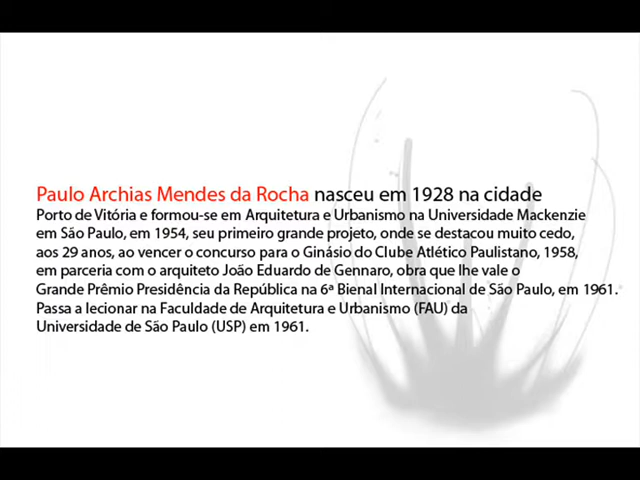 Paulo Archias Mendes da Rocha nasceu em 1928 na cidade
Porto de Vitória e formou-se em Arquitetura e Urbanismo na Universidade Mackenzie
em São Paulo, em 1954, seu primeiro grande projeto, onde se destacou muito cedo,
aos 29 anos, ao vencer o concurso para o Ginásio do Clube Atlético Paulistano, 1958,
em parceria com o arquiteto João Eduardo de Gennaro, obra que lhe vale o
Grande Prêmio Presidência da República na 6ª Bienal Internacional de São Paulo, em 1961.
Passa a lecionar na Faculdade de Arquitetura e Urbanismo (FAU) da
Universidade de São Paulo (USP) em 1961.